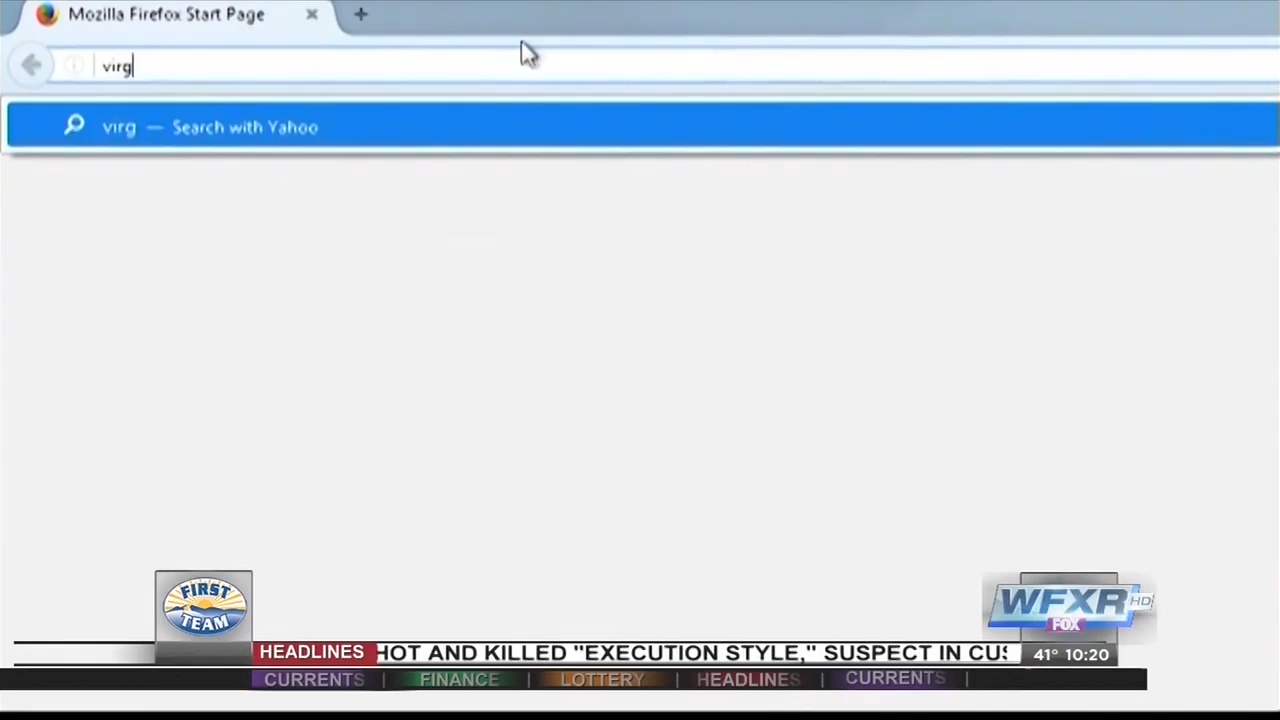 Mozilla Firefox Start Page
virg
virg — Search with Yahoo
FIRST
TEAM
WFXR HD
FOX
HEADLINES HOT AND KILLED "EXECUTION STYLE," SUSPECT IN CUS 41° 10:20
CURRENTS | FINANCE | LOTTERY | HEADLINES | CURRENTS |